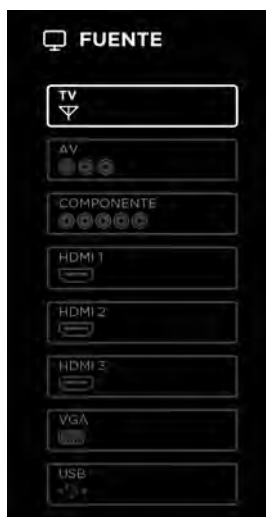 FUENTE
TV
AV
COMPONENTE
HDMI 1
HDMI 2
HDMI 3
VGA
USB